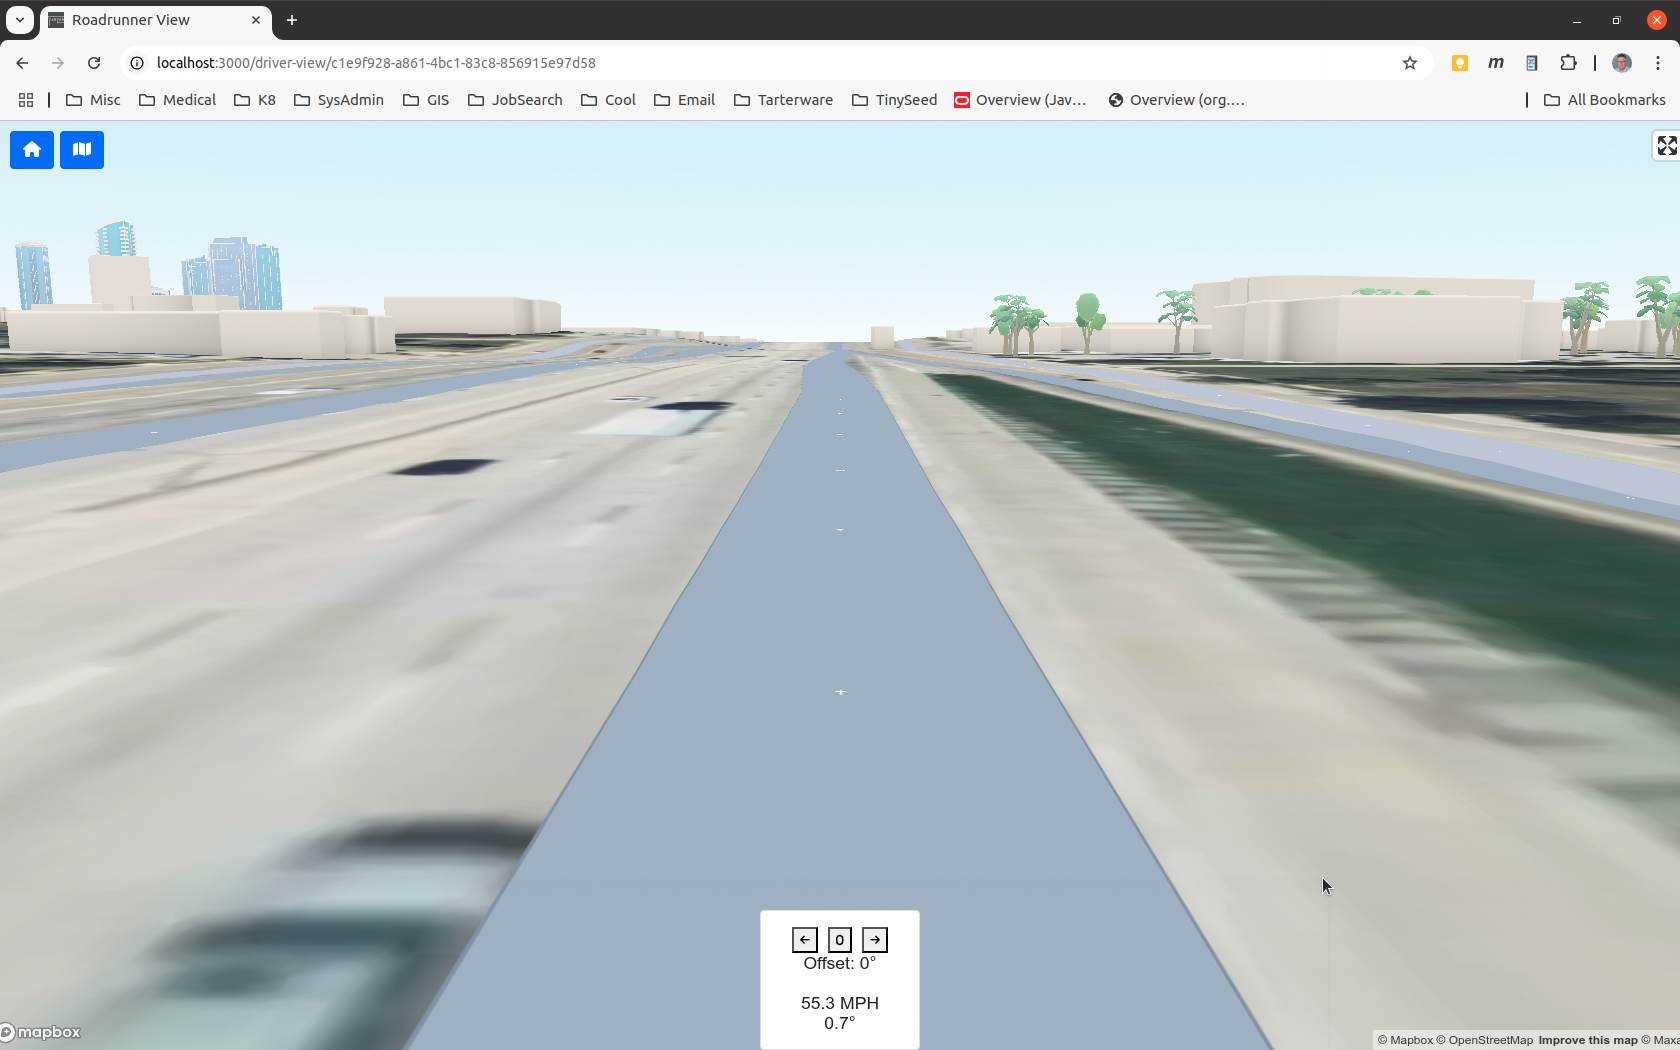 Roadrunner View
localhost:3000/driver-view/c1e9f928-a861-4bc1-83c8-856915e97d58
m
Misc Medical K8 SysAdmin GIS JobSearch Cool Email Tarterware TinySeed Overview (Jav… Overview (org.… All Bookmarks
0
Offset: 0°
55.3 MPH
0.7°
mapbox
© Mapbox © OpenStreetMap Improve this map © Max